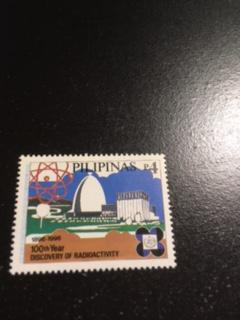 PILIPINAS P4
1896-1996
100th Year
DISCOVERY OF RADIOACTIVITY